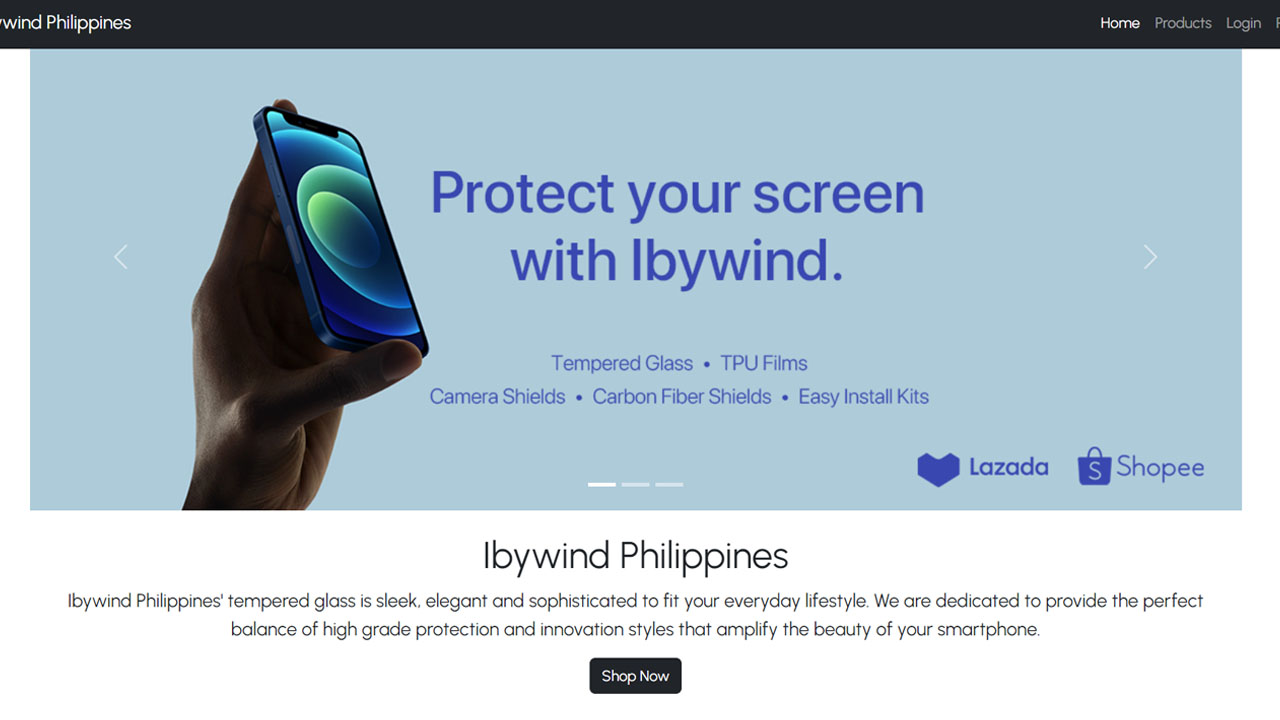 ywind Philippines
Home Products Login
Protect your screen
with Ibywind.
Tempered Glass • TPU Films
Camera Shields • Carbon Fiber Shields • Easy Install Kits
Lazada
S Shopee
Ibywind Philippines
Ibywind Philippines' tempered glass is sleek, elegant and sophisticated to fit your everyday lifestyle. We are dedicated to provide the perfect
balance of high grade protection and innovation styles that amplify the beauty of your smartphone.
Shop Now